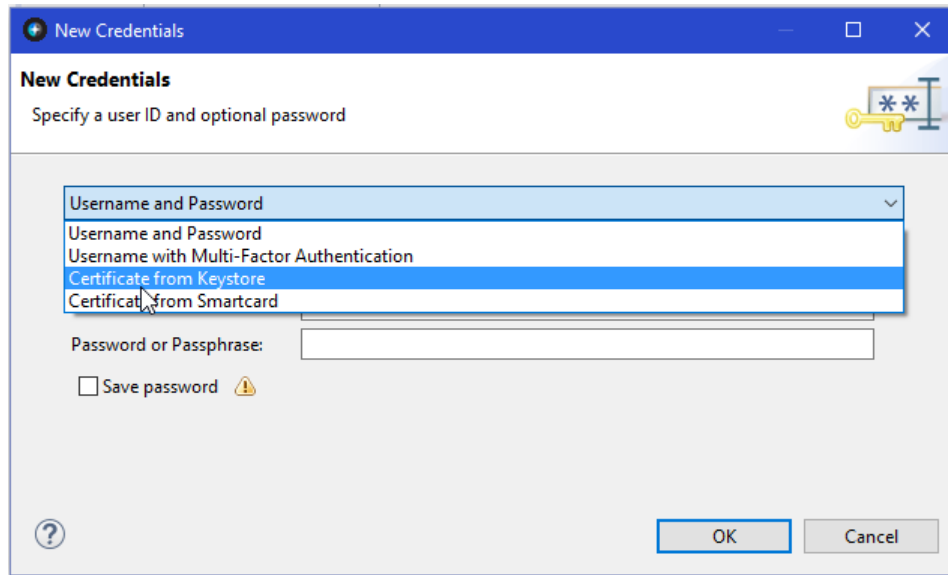 New Credentials
New Credentials
Specify a user ID and optional password
**
Username and Password
Username and Password
Username with Multi-Factor Authentication
Certificate from Keystore
Certificate from Smartcard
Password or Passphrase:
Save password
?
OK
Cancel